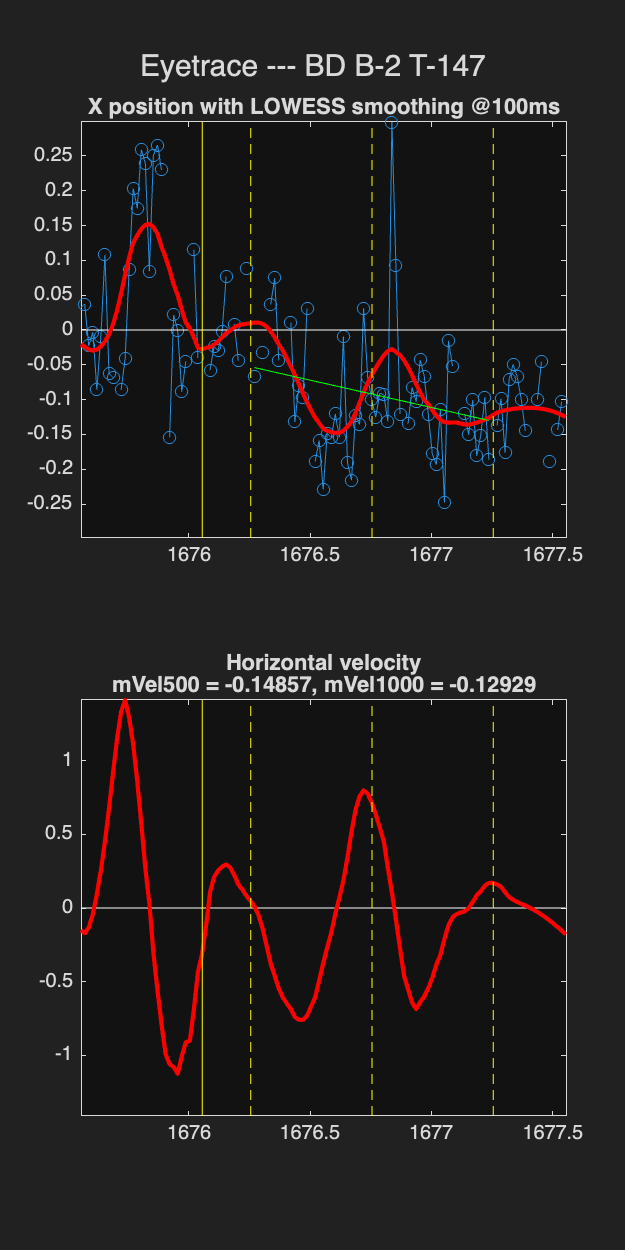 Eyetrace --- BD B-2 T-147
X position with LOWESS smoothing @100ms
0.25
0.2
0.15
0.1
0.05
0
-0.05
-0.1
-0.15
-0.2
-0.25
1676 1676.5 1677 1677.5
Horizontal velocity
mVel500 = -0.14857, mVel1000 = -0.12929
1
0.5
0
-0.5
-1
1676 1676.5 1677 1677.5